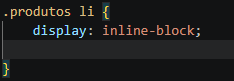 .produtos li {
    display: inline-block;
}